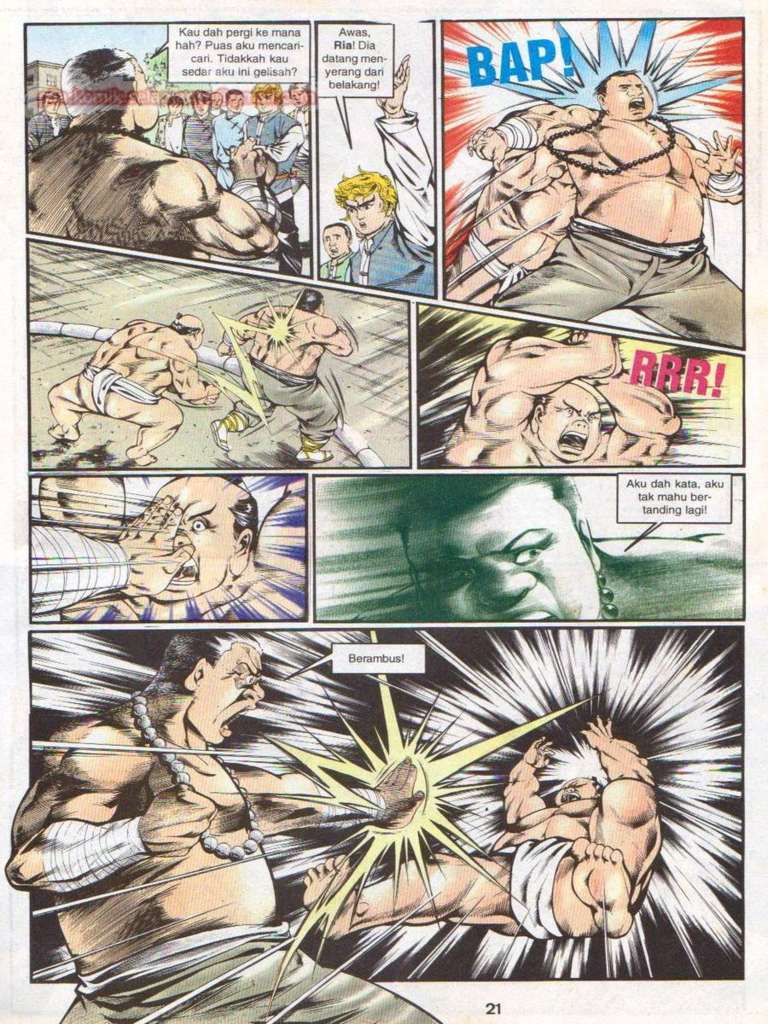 Kau dah pergi ke mana
hah? Puas aku mencari-
cari. Tidakkah kau
sedar aku ini gelisah?
Awas,
Ria! Dia
datang me-
nyerang dari
belakang!
BAP!
RRR!
Aku dah kata, aku
tak mahu ber-
tanding lagi!
Berambus!
21